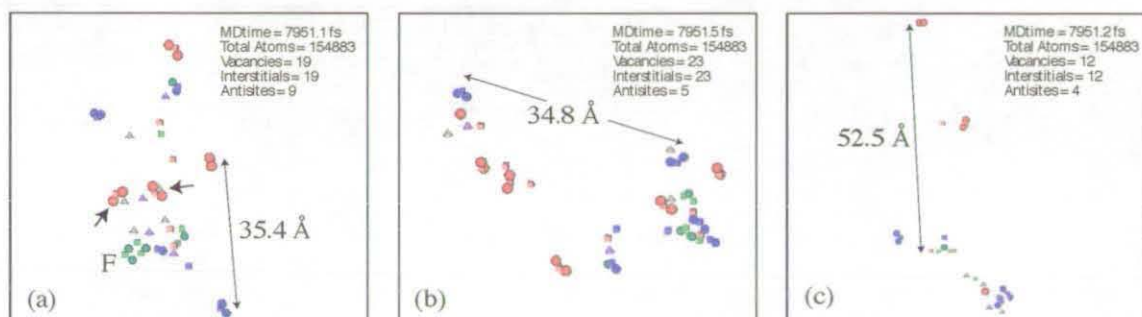 MDtime = 7951.1 fs
Total Atoms = 154883
Vacancies = 19
Interstitials = 19
Antisites = 9
35.4 Å
F
(a)
MDtime = 7951.5 fs
Total Atoms = 154883
Vacancies = 23
Interstitials = 23
Antisites = 5
34.8 Å
(b)
MDtime = 7951.2 fs
Total Atoms = 154883
Vacancies = 12
Interstitials = 12
Antisites = 4
52.5 Å
(c)